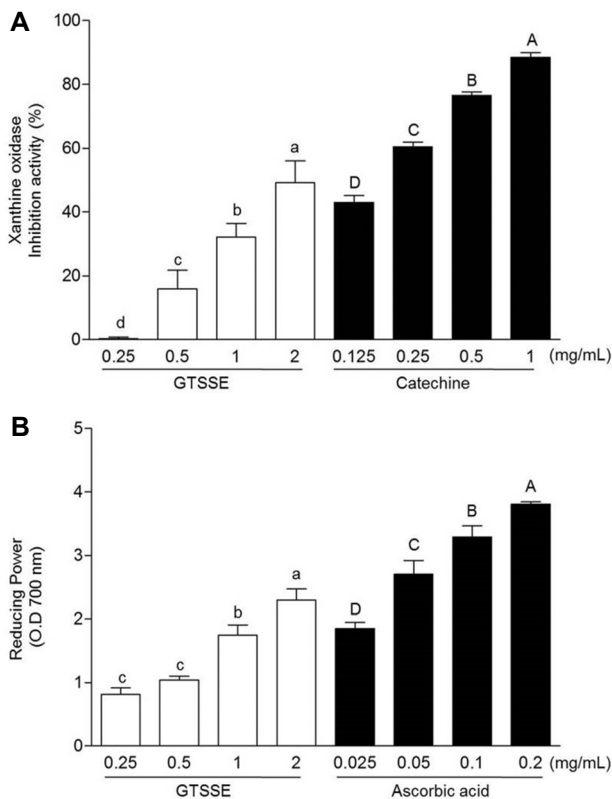 A
Xanthine oxidase
Inhibition activity (%)
100
80
60
40
20
0
d
c
b
a
D
C
B
A
0.25 0.5 1 2 0.125 0.25 0.5 1 (mg/mL)
GTSSE Catechine
B
Reducing Power
(O.D 700 nm)
5
4
3
2
1
0
c
c
b
a
D
C
B
A
0.25 0.5 1 2 0.025 0.05 0.1 0.2 (mg/mL)
GTSSE Ascorbic acid